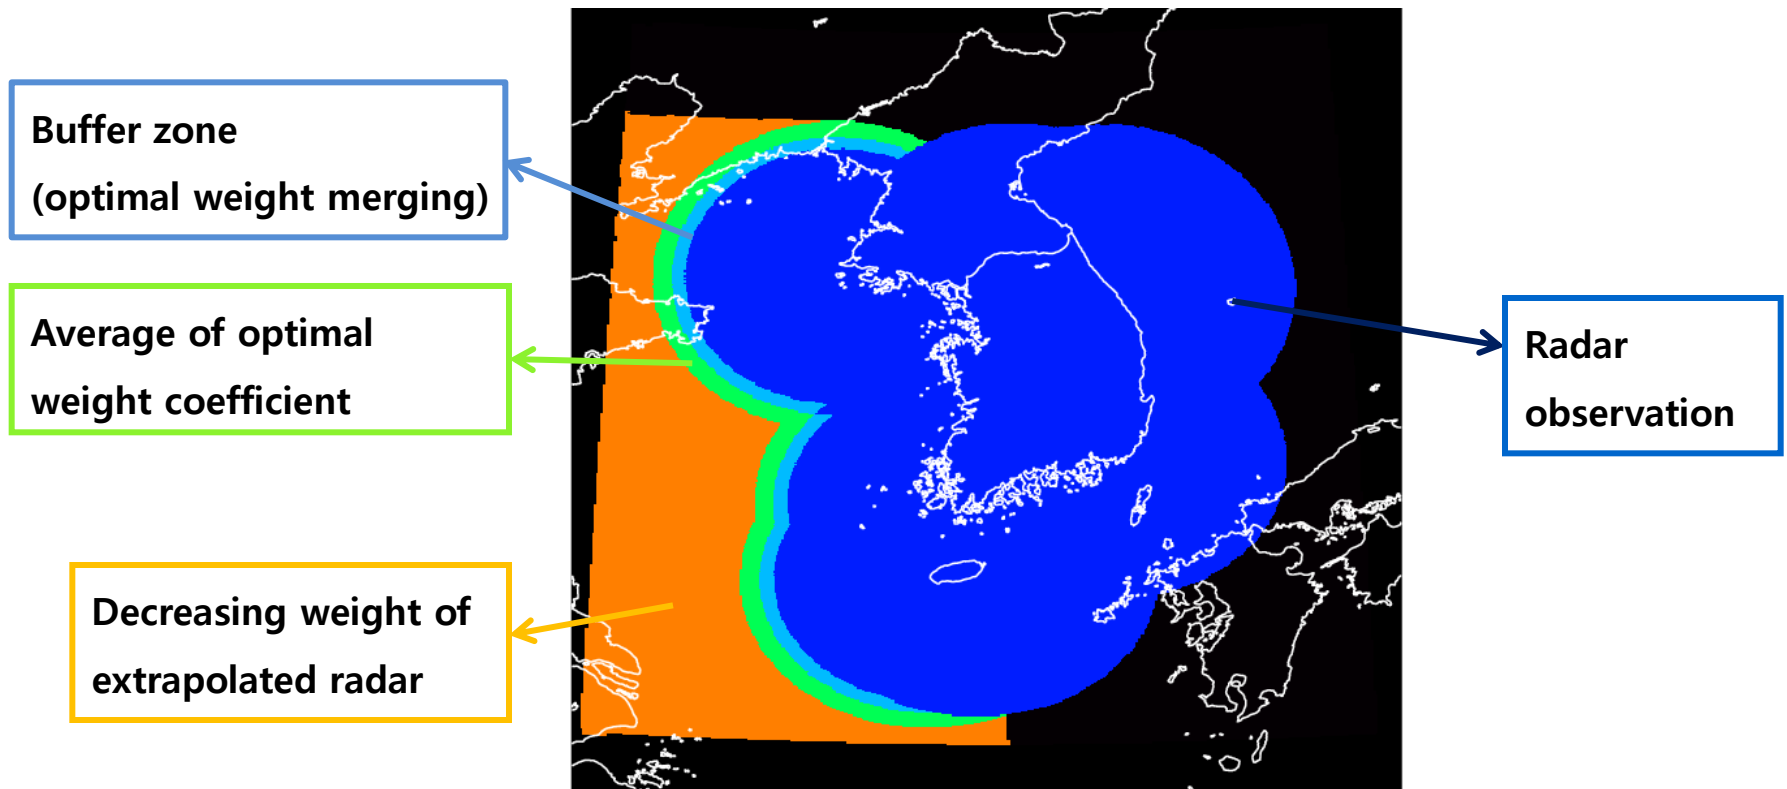 Buffer zone
(optimal weight merging)
Average of optimal
weight coefficient
Decreasing weight of
extrapolated radar
Radar
observation